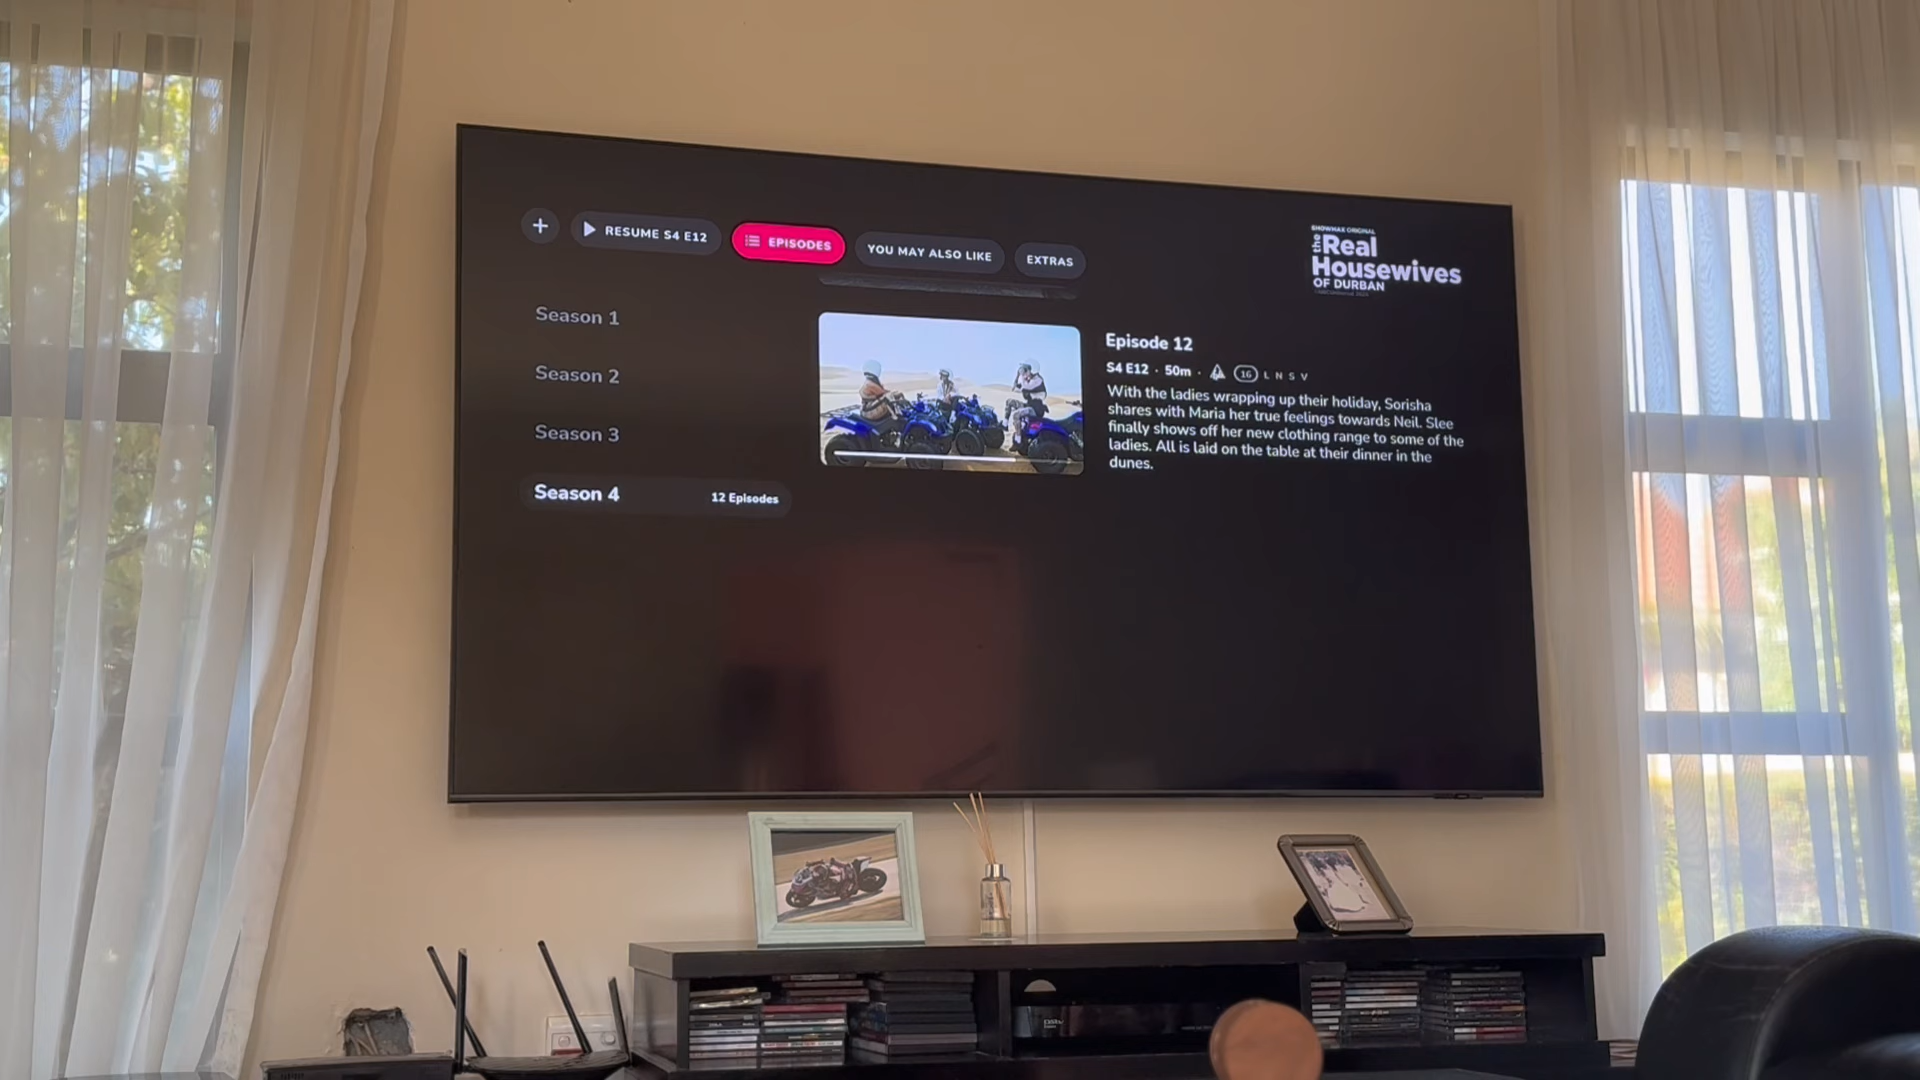 RESUME S4 E12
EPISODES
YOU MAY ALSO LIKE
EXTRAS
SHOWMAX ORIGINAL
the Real
Housewives
OF DURBAN
Season 1
Season 2
Season 3
Season 4
12 Episodes
Episode 12
S4 E12 · 50m · 16 L N S V
With the ladies wrapping up their holiday, Sorisha
shares with Maria her true feelings towards Neil. Slee
finally shows off her new clothing range to some of the
ladies. All is laid on the table at their dinner in the
dunes.